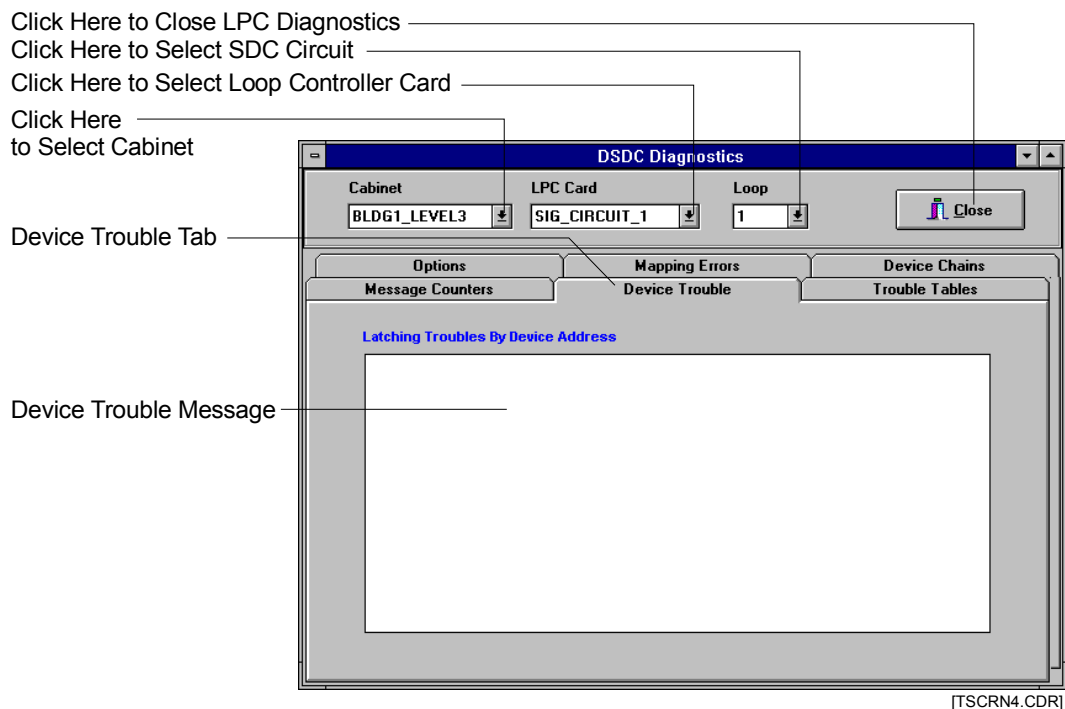 Click Here to Close LPC Diagnostics
Click Here to Select SDC Circuit
Click Here to Select Loop Controller Card
Click Here
to Select Cabinet
DSDC Diagnostics
Cabinet LPC Card Loop
BLDG1_LEVEL3 SIG_CIRCUIT_1 1 Close
Device Trouble Tab
Options Mapping Errors Device Chains
Message Counters Device Trouble Trouble Tables
Latching Troubles By Device Address
Device Trouble Message
[TSCRN4.CDR]